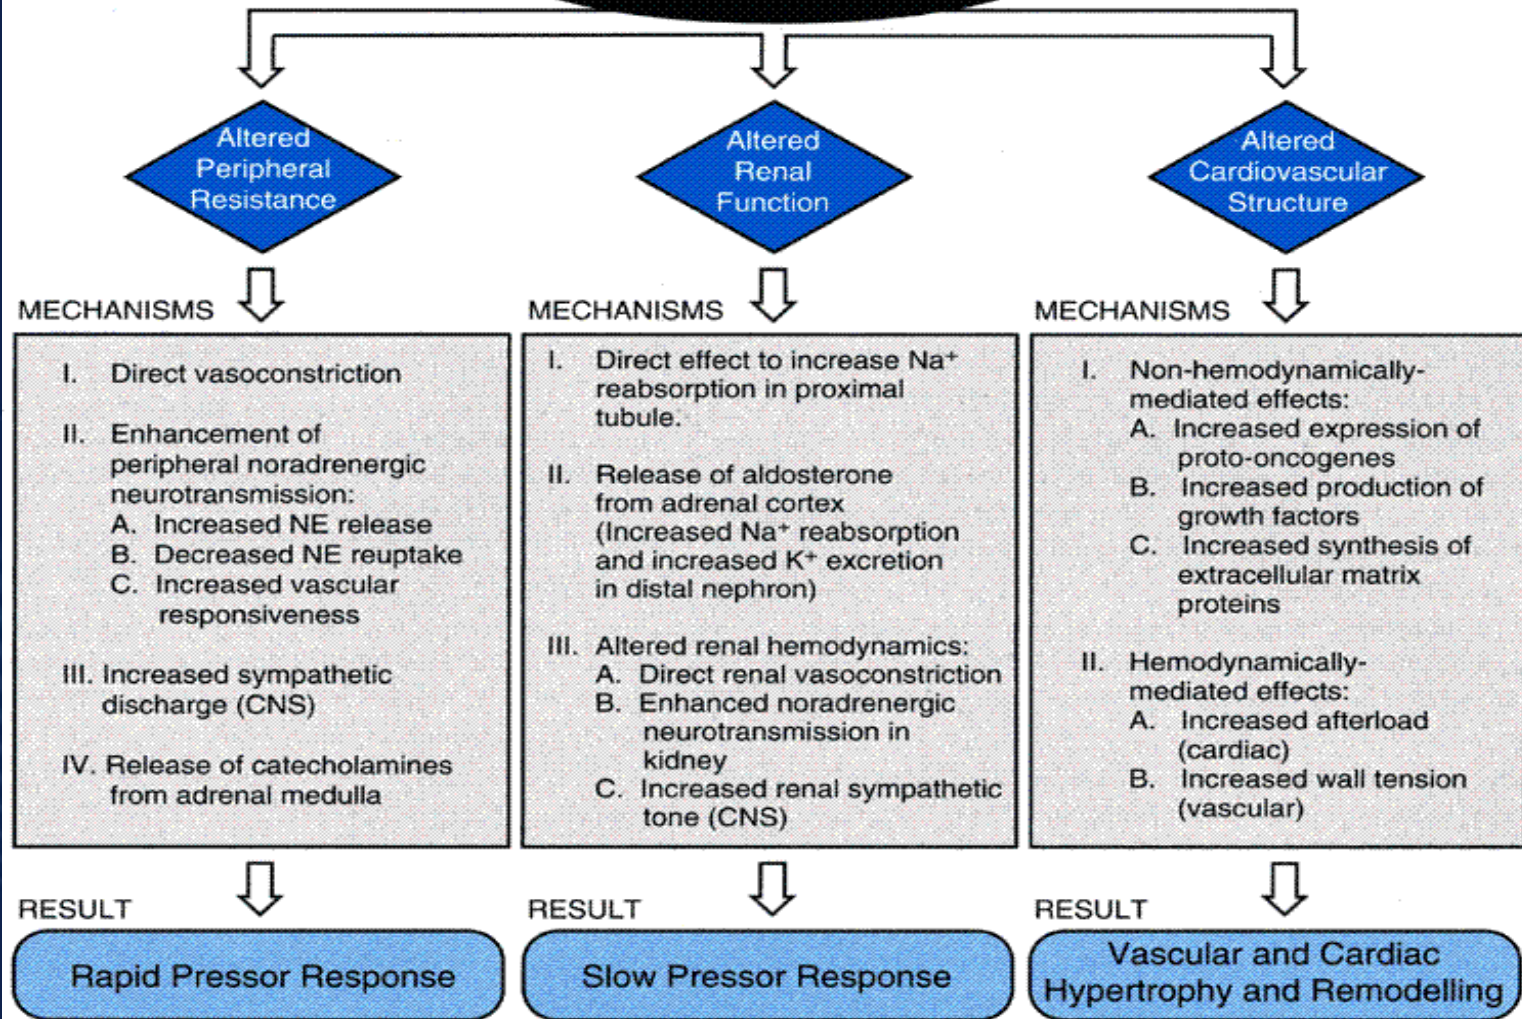 Altered
Peripheral
Resistance
MECHANISMS
I. Direct vasoconstriction
II. Enhancement of
peripheral noradrenergic
neurotransmission:
A. Increased NE release
B. Decreased NE reuptake
C. Increased vascular
responsiveness
III. Increased sympathetic
discharge (CNS)
IV. Release of catecholamines
from adrenal medulla
RESULT
Rapid Pressor Response
Altered
Renal
Function
MECHANISMS
I. Direct effect to increase Na⁺
reabsorption in proximal
tubule.
II. Release of aldosterone
from adrenal cortex
(Increased Na⁺ reabsorption
and increased K⁺ excretion
in distal nephron)
III. Altered renal hemodynamics:
A. Direct renal vasoconstriction
B. Enhanced noradrenergic
neurotransmission in
kidney
C. Increased renal sympathetic
tone (CNS)
RESULT
Slow Pressor Response
Altered
Cardiovascular
Structure
MECHANISMS
I. Non-hemodynamically-
mediated effects:
A. Increased expression of
proto-oncogenes
B. Increased production of
growth factors
C. Increased synthesis of
extracellular matrix
proteins
II. Hemodynamically-
mediated effects:
A. Increased afterload
(cardiac)
B. Increased wall tension
(vascular)
RESULT
Vascular and Cardiac
Hypertrophy and Remodelling